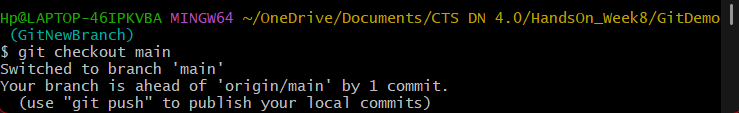 Hp@LAPTOP-46IPKVBA MINGW64 ~/OneDrive/Documents/CTS DN 4.0/HandsOn_Week8/GitDemo
(GitNewBranch)
$ git checkout main
Switched to branch 'main'
Your branch is ahead of 'origin/main' by 1 commit.
  (use "git push" to publish your local commits)